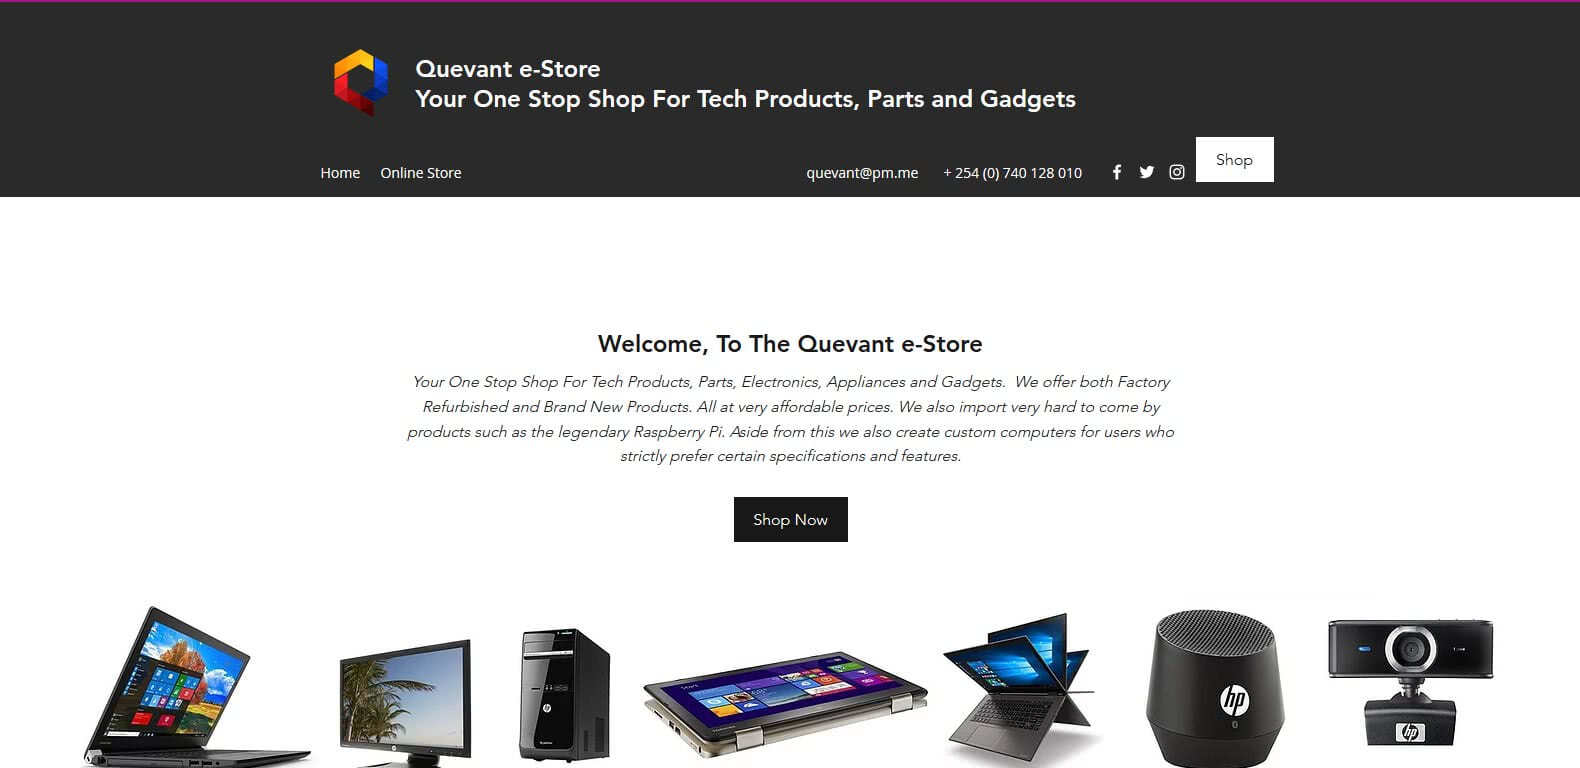 Quevant e-Store
Your One Stop Shop For Tech Products, Parts and Gadgets
Home Online Store quevant@pm.me + 254 (0) 740 128 010 Shop
Welcome, To The Quevant e-Store
Your One Stop Shop For Tech Products, Parts, Electronics, Appliances and Gadgets. We offer both Factory
Refurbished and Brand New Products. All at very affordable prices. We also import very hard to come by
products such as the legendary Raspberry Pi. Aside from this we also create custom computers for users who
strictly prefer certain specifications and features.
Shop Now
Start
hp
hp
hp